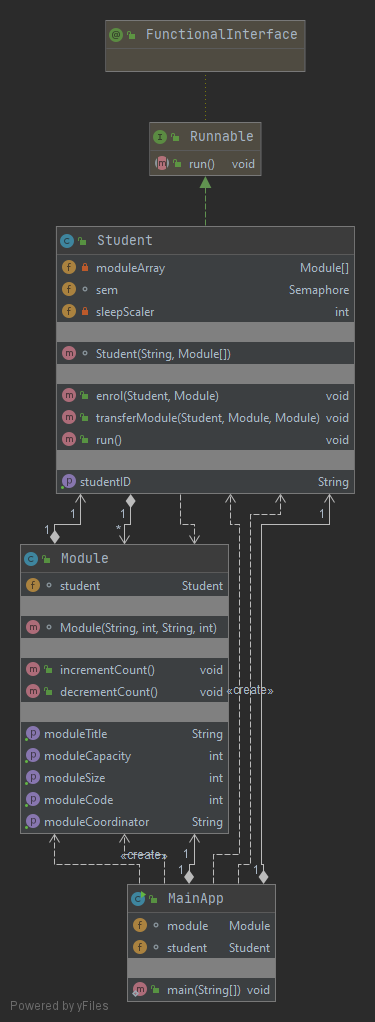 FunctionalInterface
Runnable
run() void
Student
moduleArray Module[]
sem Semaphore
sleepScaler int
Student(String, Module[])
enrol(Student, Module) void
transferModule(Student, Module, Module) void
run() void
studentID String
1 1 1
1 *
Module
student Student
Module(String, int, String, int)
incrementCount() void
decrementCount() void
«create»
moduleTitle String
moduleCapacity int
moduleSize int
moduleCode int
moduleCoordinator String
«create» 1
1 1
MainApp
module Module
student Student
main(String[]) void
Powered by yFiles